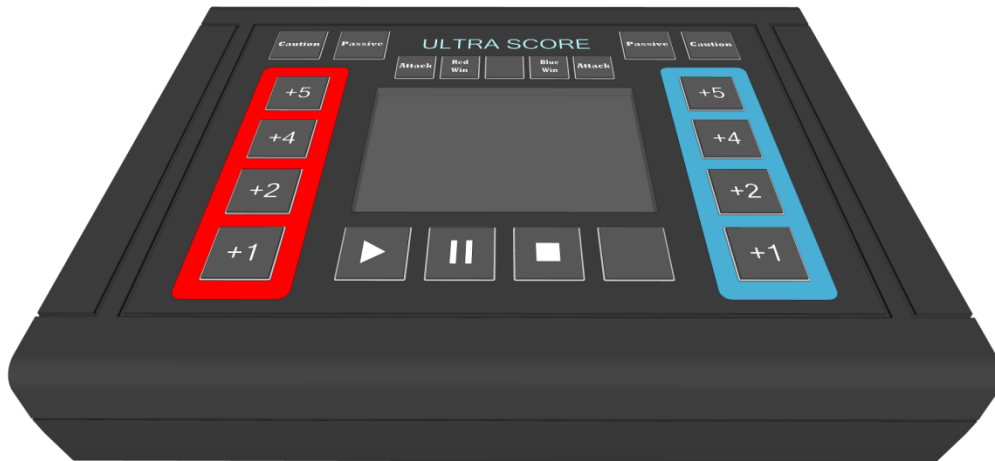 Caution Passive ULTRA SCORE Passive Caution
Attack Red Win Blue Win Attack
+5 +5
+4 +4
+2 +2
+1 +1